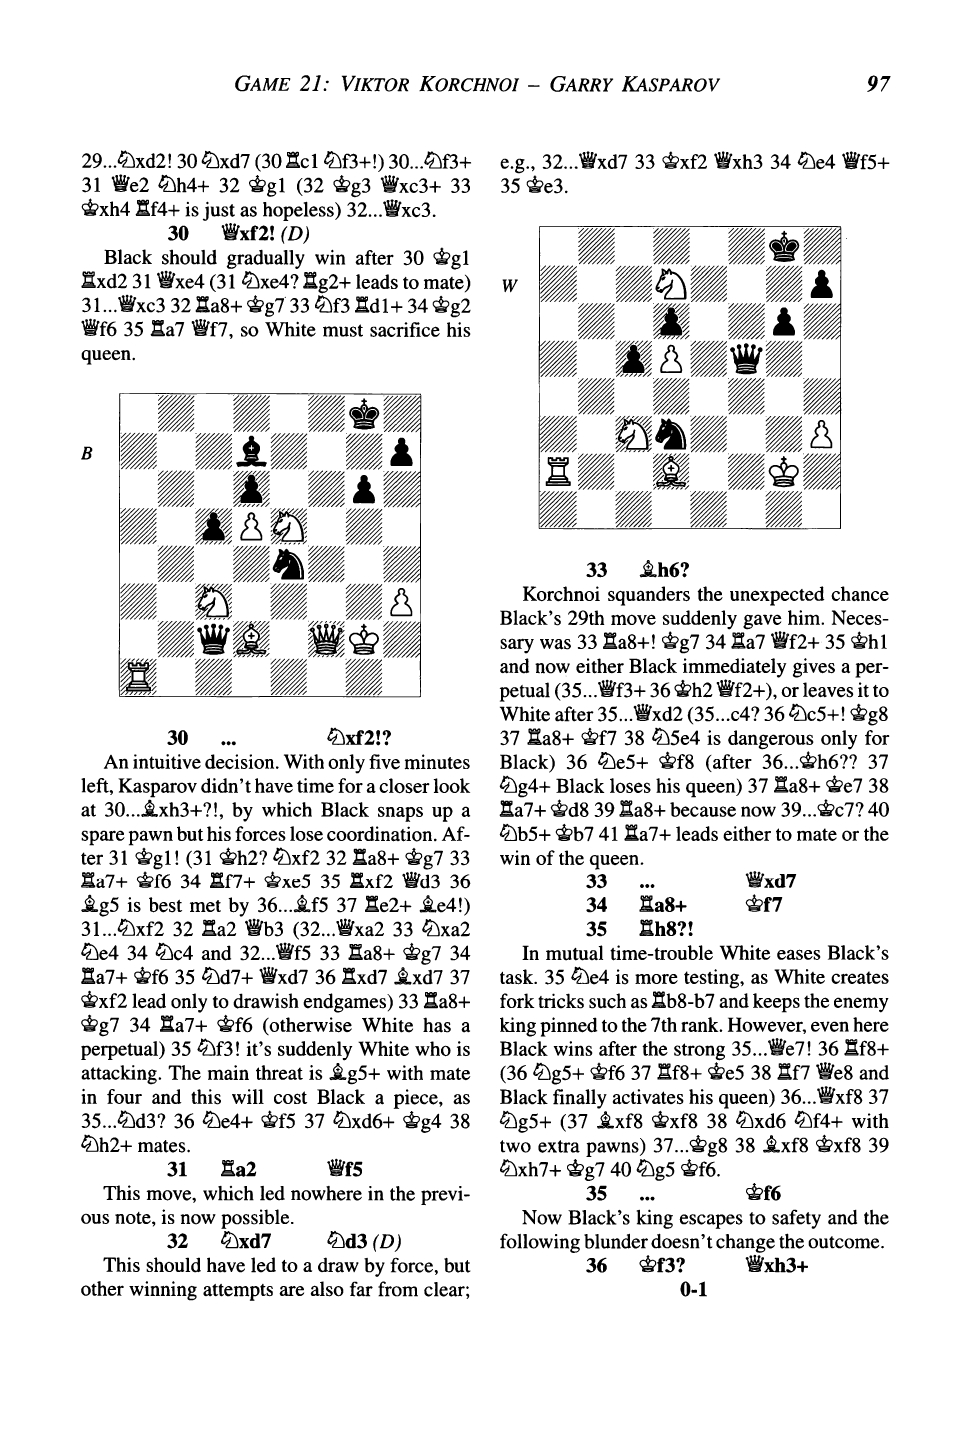 GAME 21: VIKTOR KORCHNOI – GARRY KASPAROV 97
29...♘xd2! 30 ♘xd7 (30 ♖c1 ♘f3+!) 30...♘f3+
31 ♕e2 ♘h4+ 32 ♔g1 (32 ♔g3 ♕xc3+ 33
♔xh4 ♖f4+ is just as hopeless) 32...♕xc3.
30 ♕xf2! (D)
Black should gradually win after 30 ♔g1
♖xd2 31 ♕xe4 (31 ♘xe4? ♖g2+ leads to mate)
31...♕xc3 32 ♖a8+ ♔g7 33 ♘f3 ♖d1+ 34 ♔g2
♕f6 35 ♖a7 ♕f7, so White must sacrifice his
queen.
B
30 ... ♘xf2!?
An intuitive decision. With only five minutes
left, Kasparov didn't have time for a closer look
at 30...♗xh3+?!, by which Black snaps up a
spare pawn but his forces lose coordination. Af-
ter 31 ♔g1! (31 ♔h2? ♘xf2 32 ♖a8+ ♔g7 33
♖a7+ ♔f6 34 ♖f7+ ♔xe5 35 ♖xf2 ♕d3 36
♗g5 is best met by 36...♗f5 37 ♖e2+ ♗e4!)
31...♘xf2 32 ♖a2 ♕b3 (32...♕xa2 33 ♘xa2
♘e4 34 ♘c4 and 32...♕f5 33 ♖a8+ ♔g7 34
♖a7+ ♔f6 35 ♘d7+ ♕xd7 36 ♖xd7 ♗xd7 37
♔xf2 lead only to drawish endgames) 33 ♖a8+
♔g7 34 ♖a7+ ♔f6 (otherwise White has a
perpetual) 35 ♘f3! it's suddenly White who is
attacking. The main threat is ♗g5+ with mate
in four and this will cost Black a piece, as
35...♘d3? 36 ♘e4+ ♔f5 37 ♘xd6+ ♔g4 38
♘h2+ mates.
31 ♖a2 ♕f5
This move, which led nowhere in the previ-
ous note, is now possible.
32 ♘xd7 ♘d3 (D)
This should have led to a draw by force, but
other winning attempts are also far from clear;
e.g., 32...♕xd7 33 ♔xf2 ♕xh3 34 ♘e4 ♕f5+
35 ♔e3.
W
33 ♗h6?
Korchnoi squanders the unexpected chance
Black's 29th move suddenly gave him. Neces-
sary was 33 ♖a8+! ♔g7 34 ♖a7 ♕f2+ 35 ♔h1
and now either Black immediately gives a per-
petual (35...♕f3+ 36 ♔h2 ♕f2+), or leaves it to
White after 35...♕xd2 (35...c4? 36 ♘c5+! ♔g8
37 ♖a8+ ♔f7 38 ♘5e4 is dangerous only for
Black) 36 ♘e5+ ♔f8 (after 36...♔h6?? 37
♘g4+ Black loses his queen) 37 ♖a8+ ♔e7 38
♖a7+ ♔d8 39 ♖a8+ because now 39...♔c7? 40
♘b5+ ♔b7 41 ♖a7+ leads either to mate or the
win of the queen.
33 ... ♕xd7
34 ♖a8+ ♔f7
35 ♖h8?!
In mutual time-trouble White eases Black's
task. 35 ♘e4 is more testing, as White creates
fork tricks such as ♖b8-b7 and keeps the enemy
king pinned to the 7th rank. However, even here
Black wins after the strong 35...♕e7! 36 ♖f8+
(36 ♘g5+ ♔f6 37 ♖f8+ ♔e5 38 ♖f7 ♕e8 and
Black finally activates his queen) 36...♕xf8 37
♘g5+ (37 ♗xf8 ♔xf8 38 ♘xd6 ♘f4+ with
two extra pawns) 37...♔g8 38 ♗xf8 ♔xf8 39
♘xh7+ ♔g7 40 ♘g5 ♔f6.
35 ... ♔f6
Now Black's king escapes to safety and the
following blunder doesn't change the outcome.
36 ♔f3? ♕xh3+
0-1